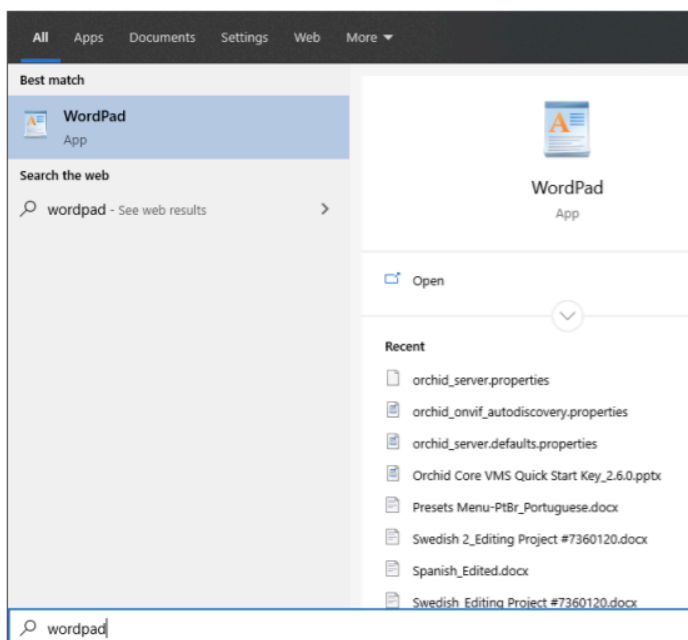 All Apps Documents Settings Web More
Best match
WordPad
App
Search the web
wordpad - See web results
WordPad
App
Open
Recent
orchid_server.properties
orchid_onvif_autodiscovery.properties
orchid_server.defaults.properties
Orchid Core VMS Quick Start Key_2.6.0.pptx
Presets Menu-PtBr_Portuguese.docx
Swedish 2_Editing Project #7360120.docx
Spanish_Edited.docx
Swedish_Editing Project #7360120.docx
wordpad